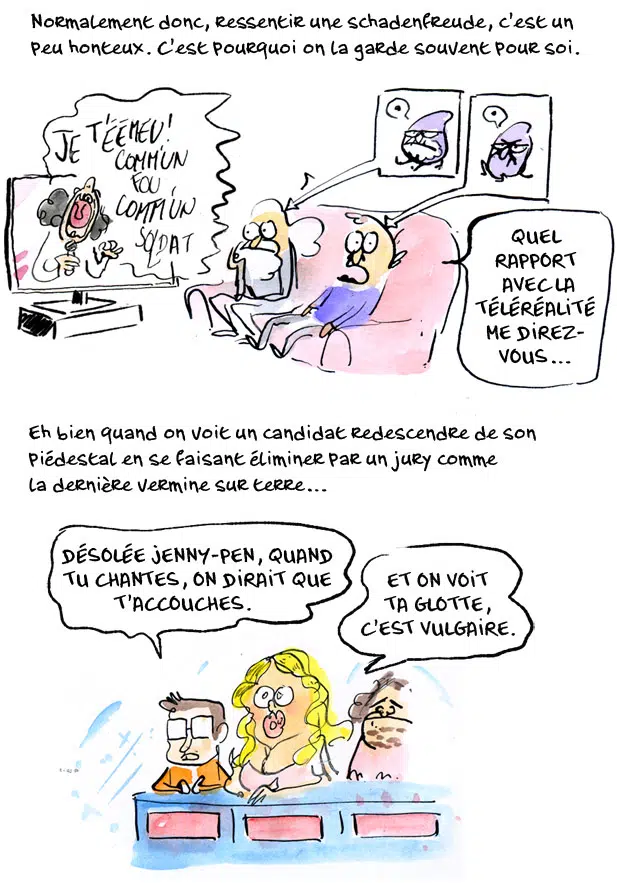 Normalement donc, ressentir une schadenfreude, c'est un
peu honteux. C'est pourquoi on la garde souvent pour soi.
JE T'ÉÉMEU!
COMM'UN
FOU,
COMM'UN
SOLDAT
QUEL
RAPPORT
AVEC LA
TÉLÉRÉALITÉ
ME DIREZ-
VOUS...
Eh bien quand on voit un candidat redescendre de son
piédestal en se faisant éliminer par un jury comme
la dernière vermine sur terre...
DÉSOLÉE JENNY-PEN, QUAND
TU CHANTES, ON DIRAIT QUE
T'ACCOUCHES.
ET ON VOIT
TA GLOTTE,
C'EST VULGAIRE.